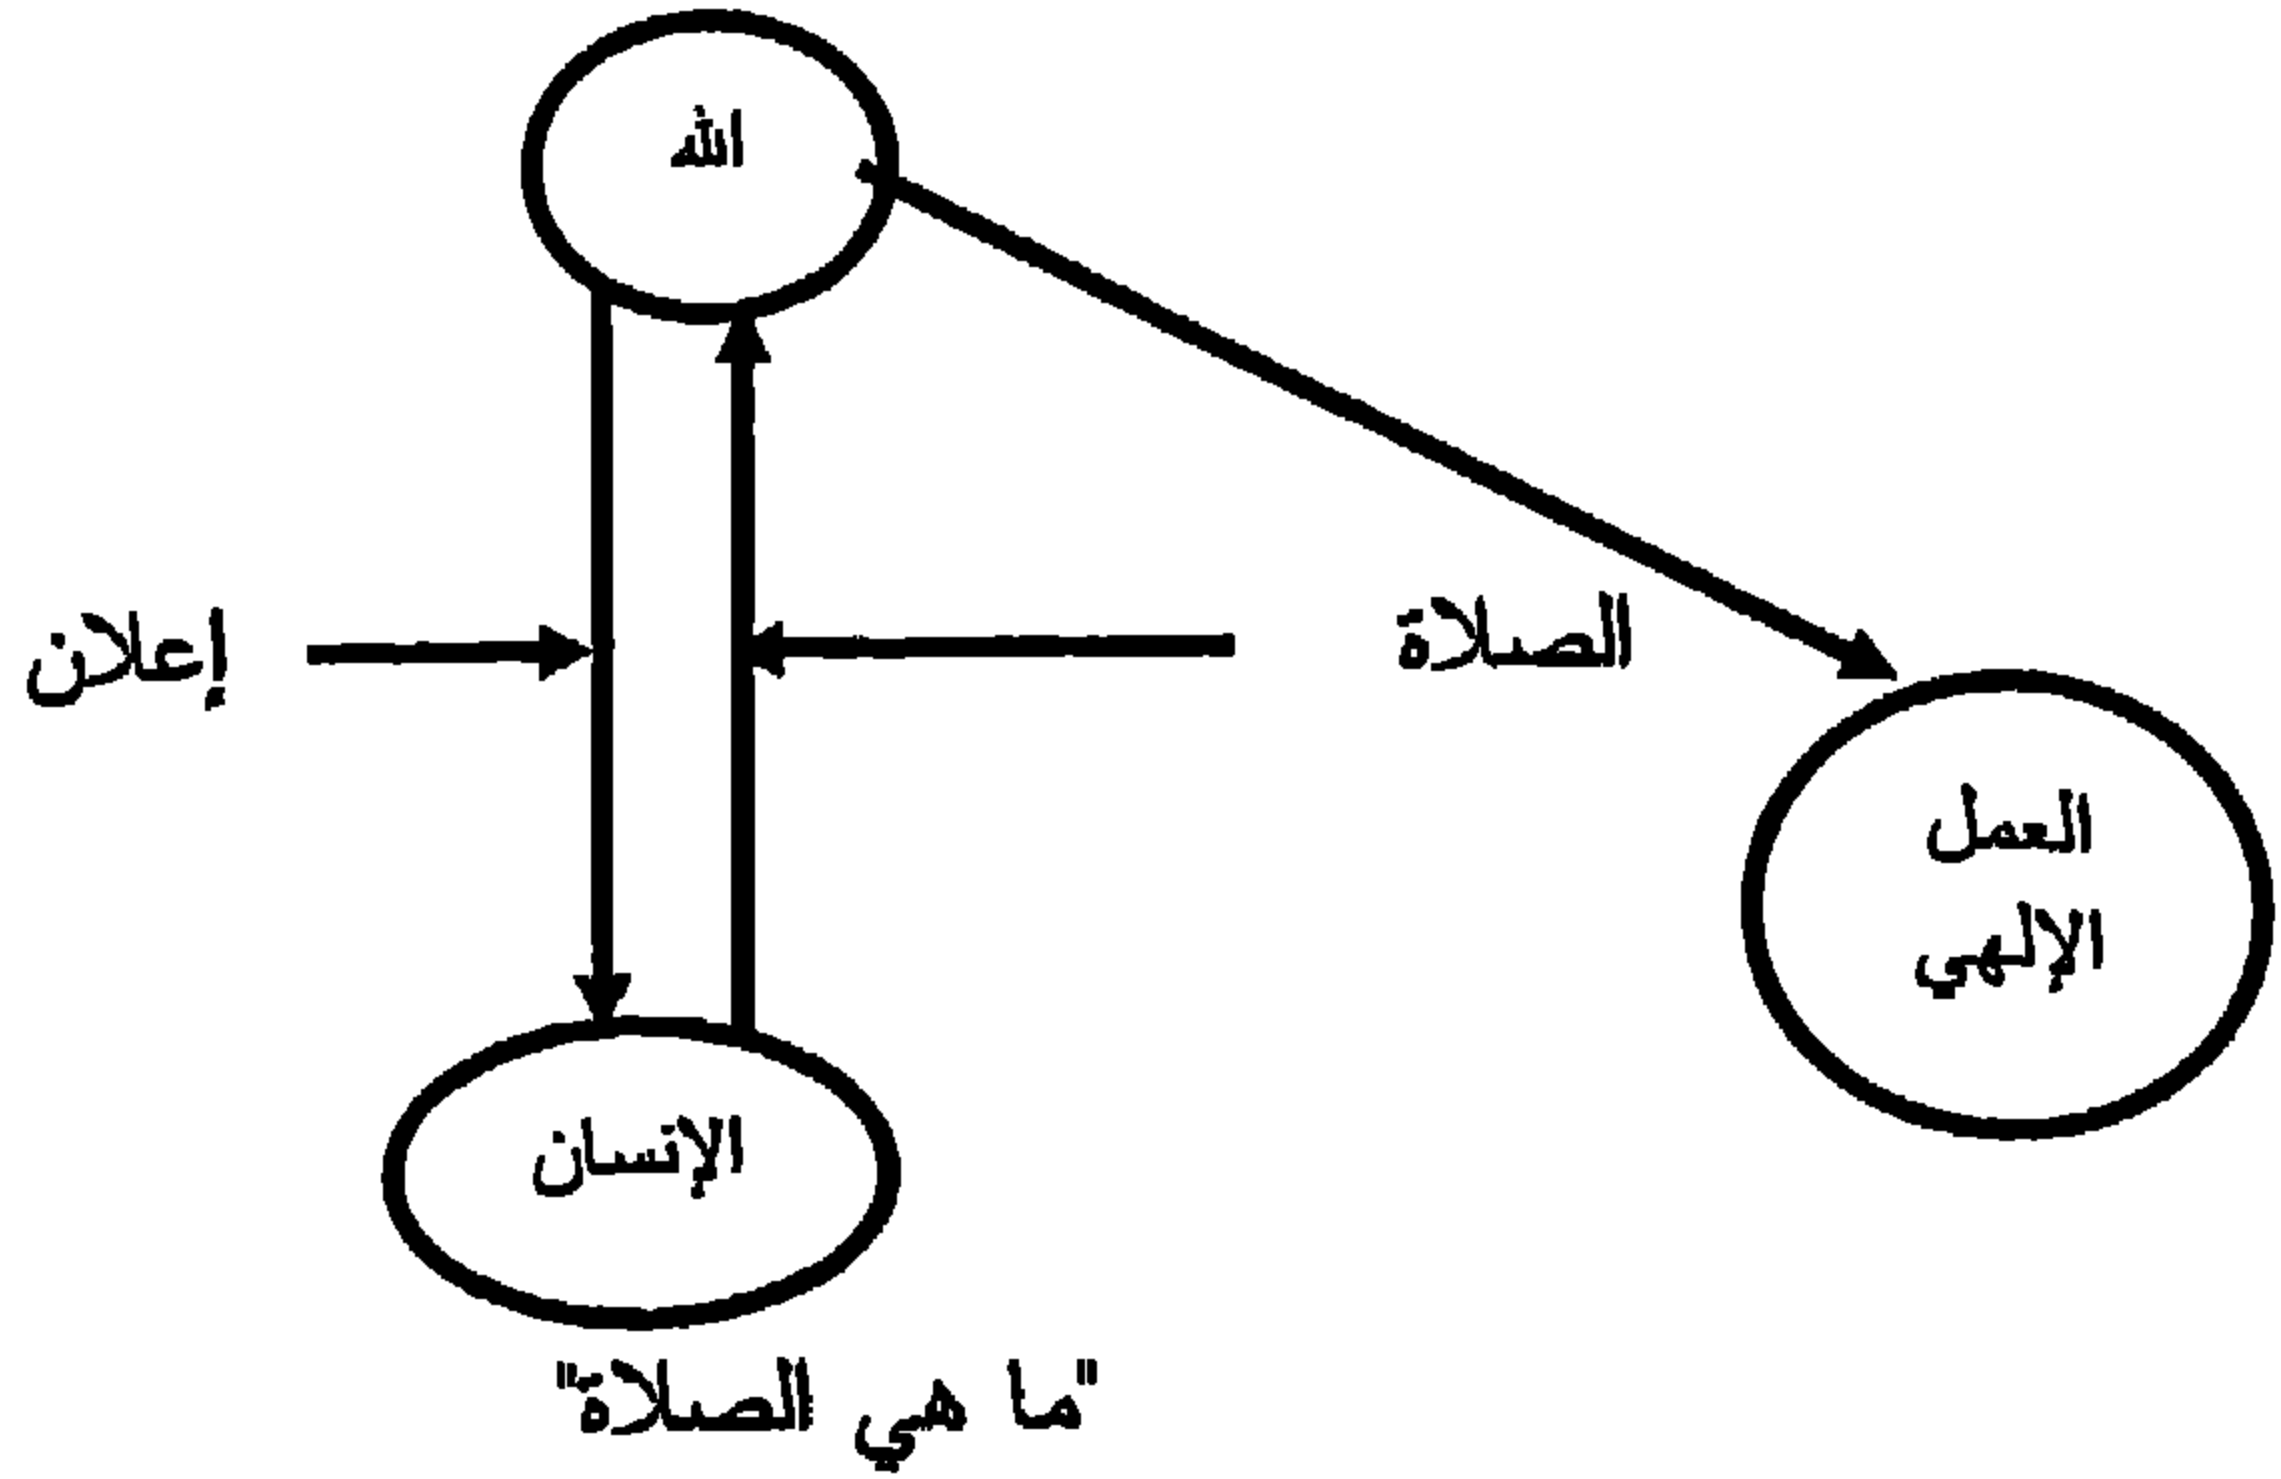 الله
إعلان
الصلاة
العمل
الإلهي
الإنسان
"ما هي الصلاة"